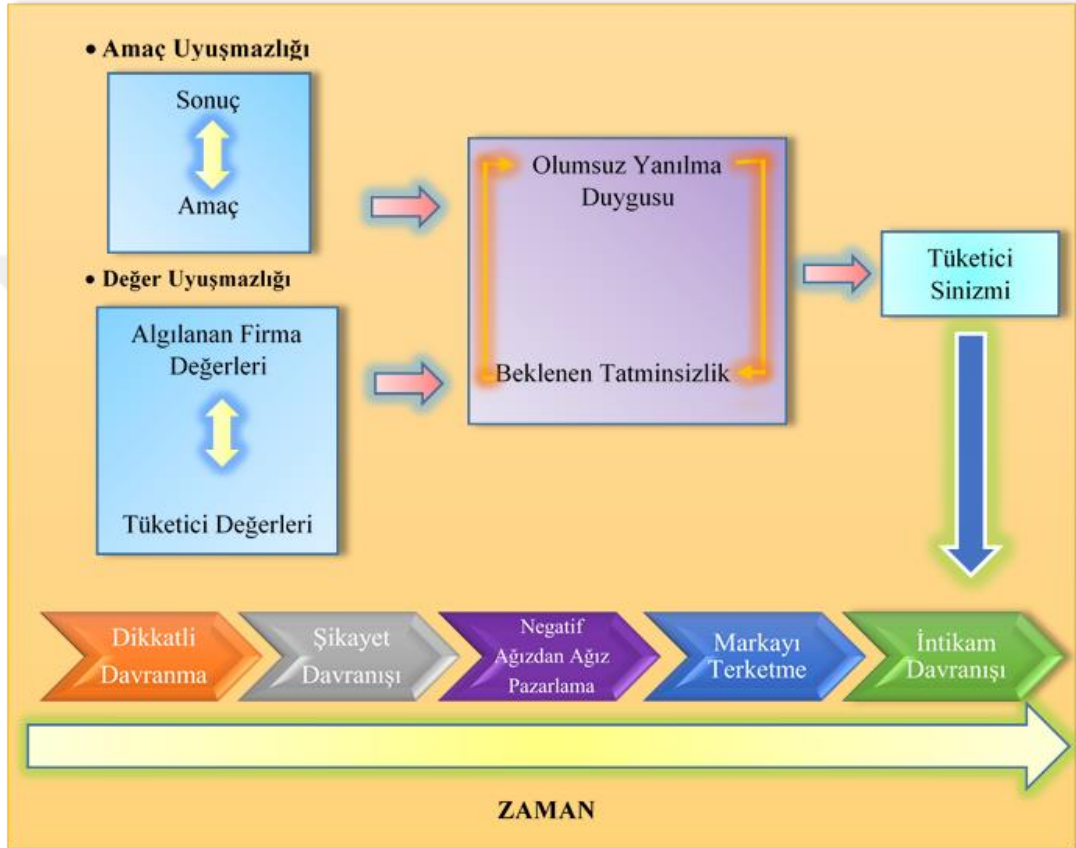 • Amaç Uyuşmazlığı
Sonuç
Amaç
• Değer Uyuşmazlığı
Algılanan Firma
Değerleri
Tüketici Değerleri
Olumsuz Yanılma
Duygusu
Beklenen Tatminsizlik
Tüketici
Sinizmi
Dikkatli
Davranma
Şikayet
Davranışı
Negatif
Ağızdan Ağız
Pazarlama
Markayı
Terketme
İntikam
Davranışı
ZAMAN